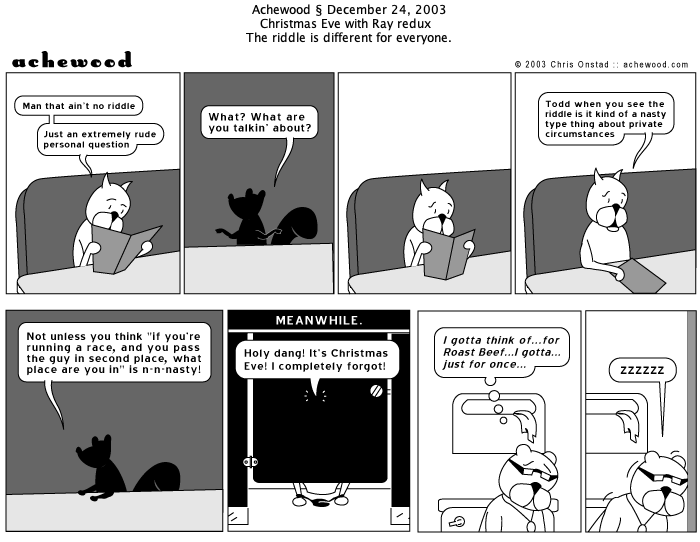 Achewood § December 24, 2003
Christmas Eve with Ray redux
The riddle is different for everyone.
achewood
© 2003 Chris Onstad :: achewood.com
Man that ain't no riddle
Just an extremely rude
personal question
What? What are
you talkin' about?
Todd when you see the
riddle is it kind of a nasty
type thing about private
circumstances
Not unless you think "if you're
running a race, and you pass
the guy in second place, what
place are you in" is n-n-nasty!
MEANWHILE.
Holy dang! It's Christmas
Eve! I completely forgot!
I gotta think of...for
Roast Beef...I gotta...
just for once...
ZZZZZZ